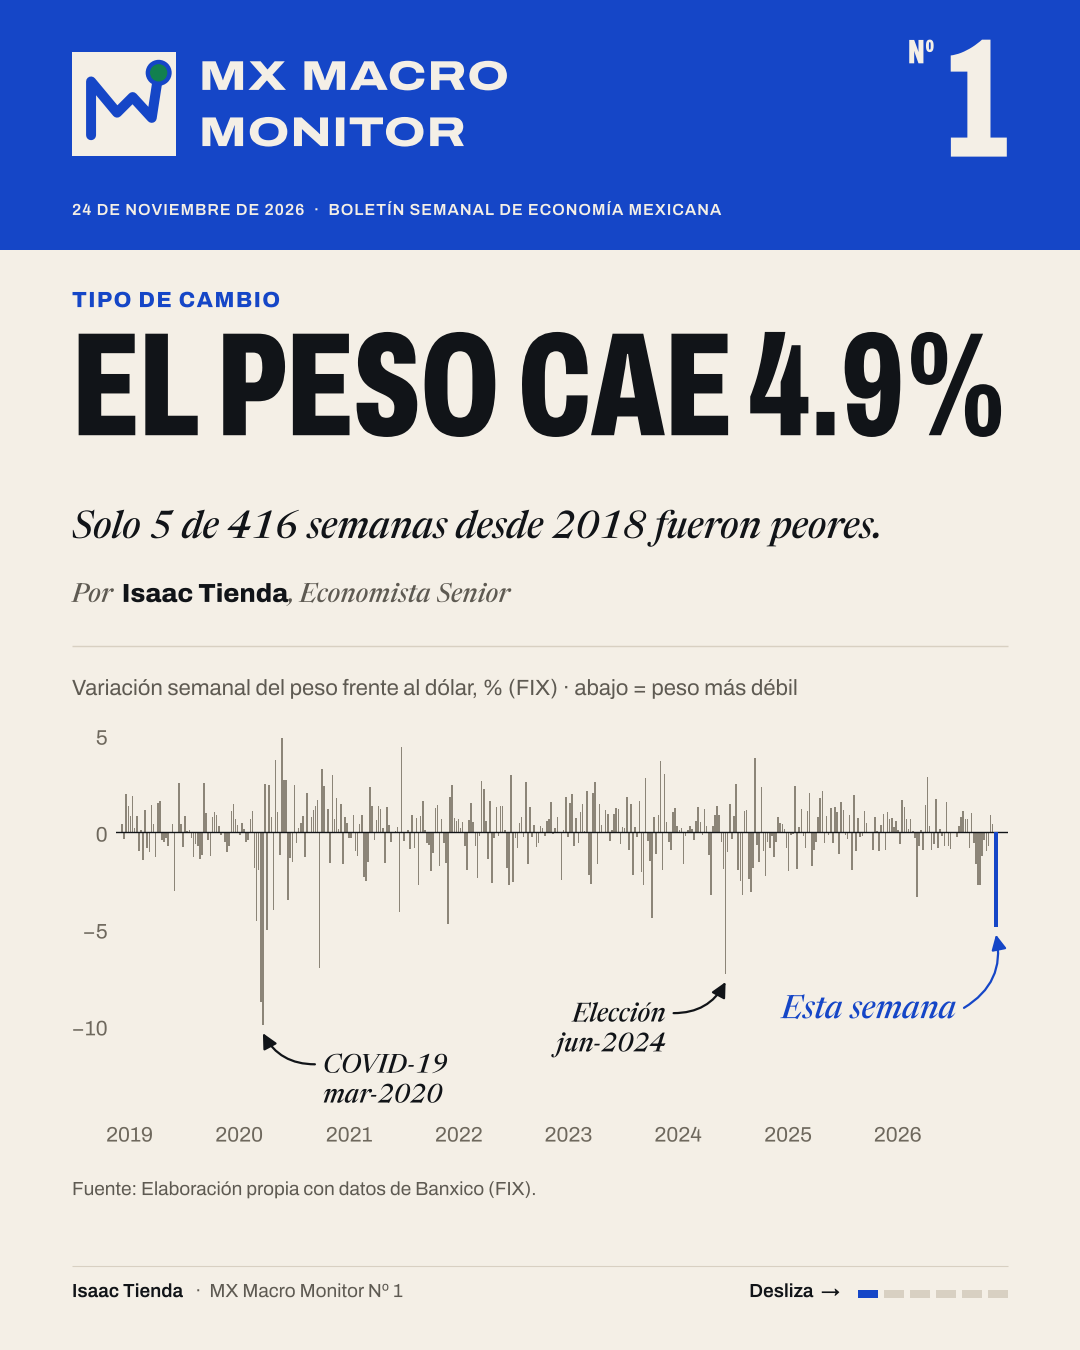 MX MACRO
MONITOR
Nº 1
24 DE NOVIEMBRE DE 2026 · BOLETÍN SEMANAL DE ECONOMÍA MEXICANA
TIPO DE CAMBIO
EL PESO CAE 4.9%
Solo 5 de 416 semanas desde 2018 fueron peores.
Por Isaac Tienda, Economista Senior
Variación semanal del peso frente al dólar, % (FIX) · abajo = peso más débil
5
0
−5
−10
Elección
jun-2024
Esta semana
COVID-19
mar-2020
2019 2020 2021 2022 2023 2024 2025 2026
Fuente: Elaboración propia con datos de Banxico (FIX).
Isaac Tienda · MX Macro Monitor Nº 1
Desliza →